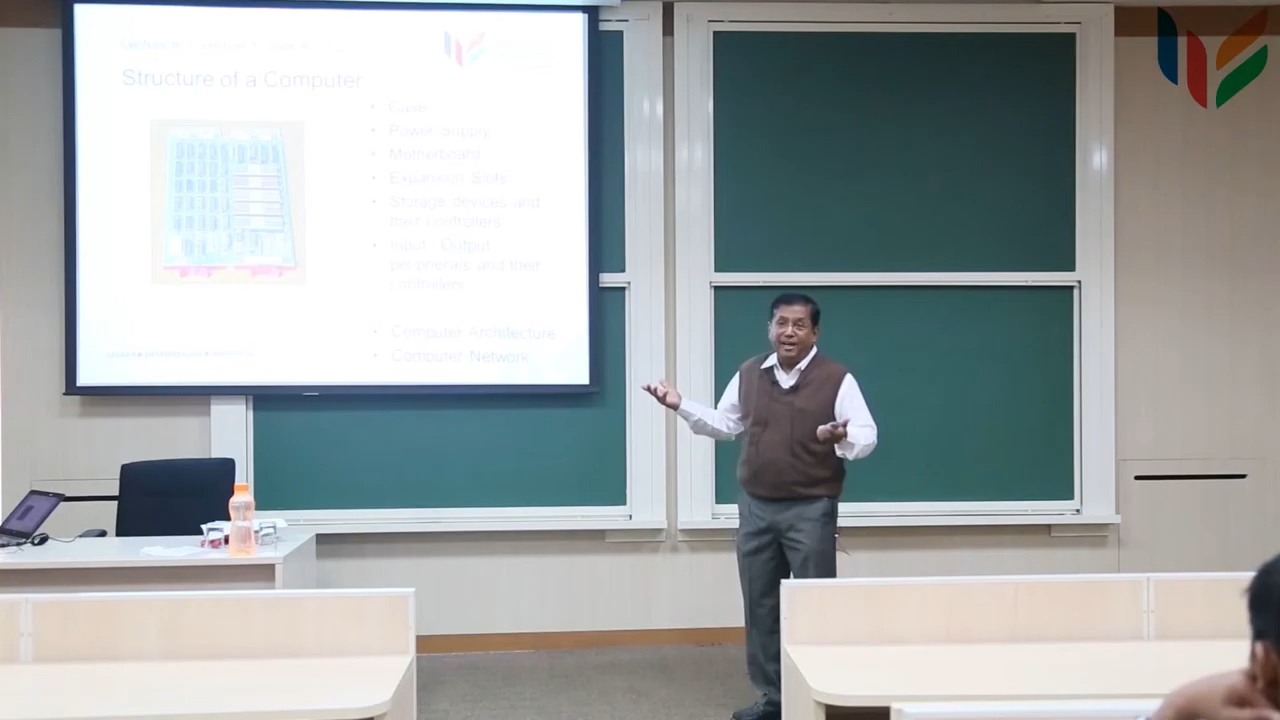 Structure of a Computer
• Case
• Power Supply
• Motherboard
• Expansion Slots
• Storage devices and
their controllers
• Input Output
peripherals and their
controllers
• Computer Architecture
• Computer Network